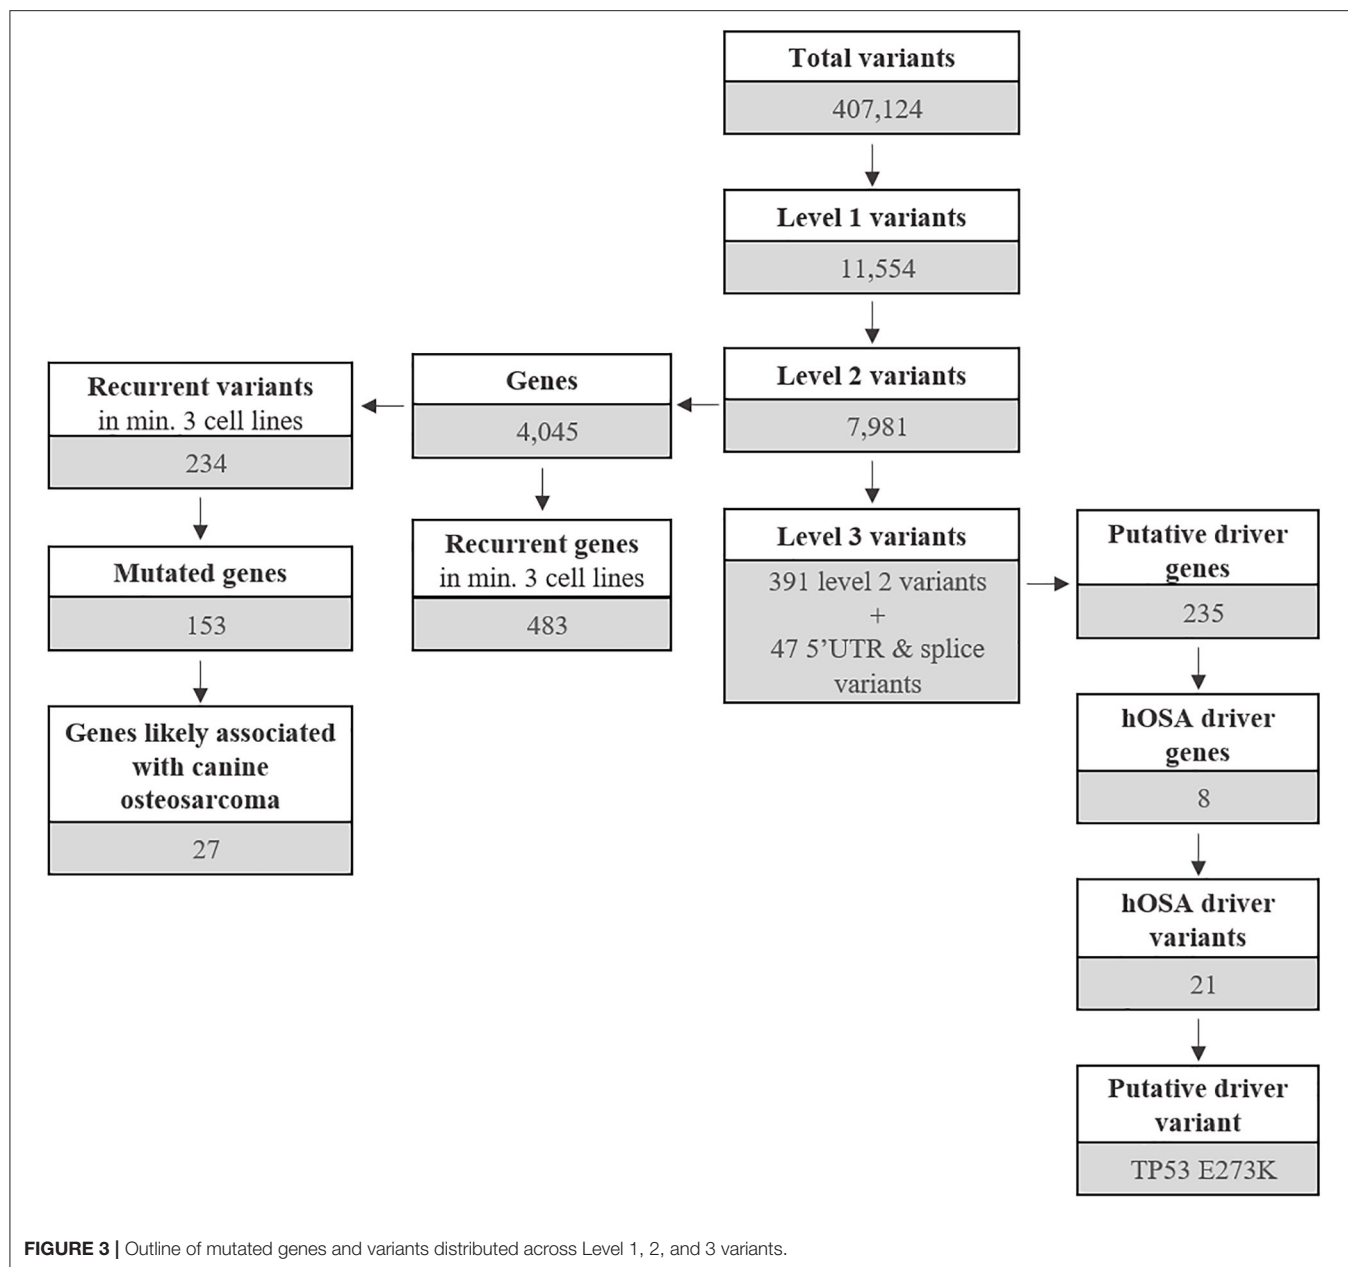 Total variants
407,124
Level 1 variants
11,554
Level 2 variants
7,981
Genes
4,045
Recurrent variants
in min. 3 cell lines
234
Mutated genes
153
Genes likely associated
with canine
osteosarcoma
27
Recurrent genes
in min. 3 cell lines
483
Level 3 variants
391 level 2 variants
+
47 5’UTR & splice
variants
Putative driver
genes
235
hOSA driver
genes
8
hOSA driver
variants
21
Putative driver
variant
TP53 E273K
FIGURE 3 | Outline of mutated genes and variants distributed across Level 1, 2, and 3 variants.